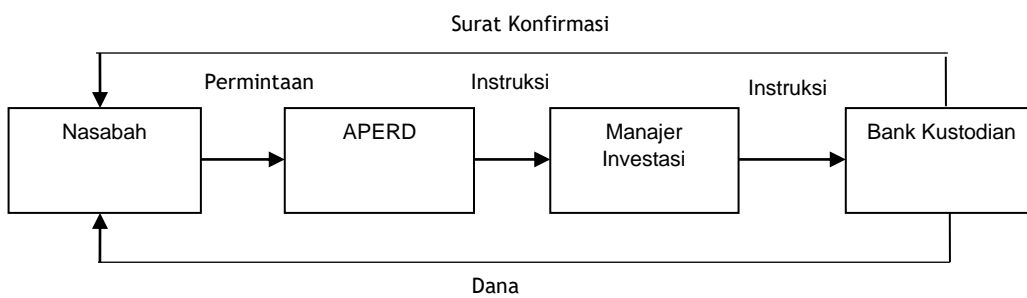 Surat Konfirmasi
Permintaan
Instruksi
Instruksi
Nasabah
APERD
Manajer
Investasi
Bank Kustodian
Dana